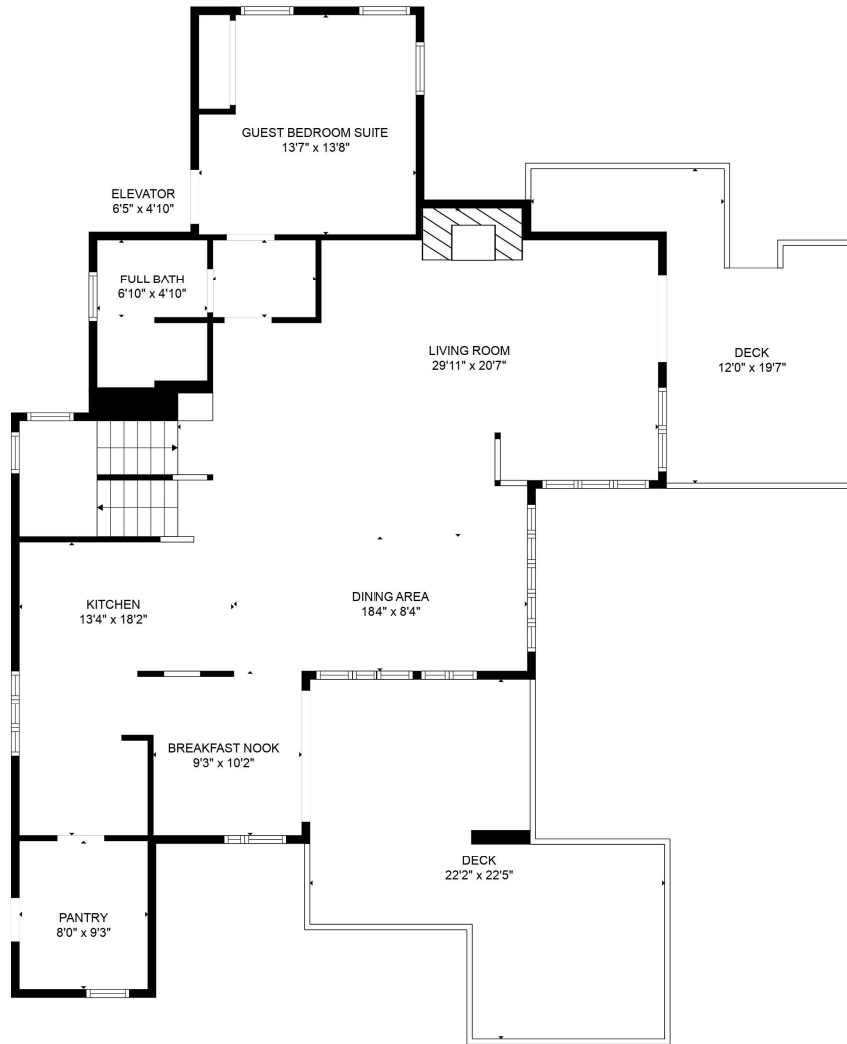 GUEST BEDROOM SUITE
13'7" x 13'8"
ELEVATOR
6'5" x 4'10"
FULL BATH
6'10" x 4'10"
LIVING ROOM
29'11" x 20'7"
DECK
12'0" x 19'7"
KITCHEN
13'4" x 18'2"
DINING AREA
184" x 8'4"
BREAKFAST NOOK
9'3" x 10'2"
DECK
22'2" x 22'5"
PANTRY
8'0" x 9'3"